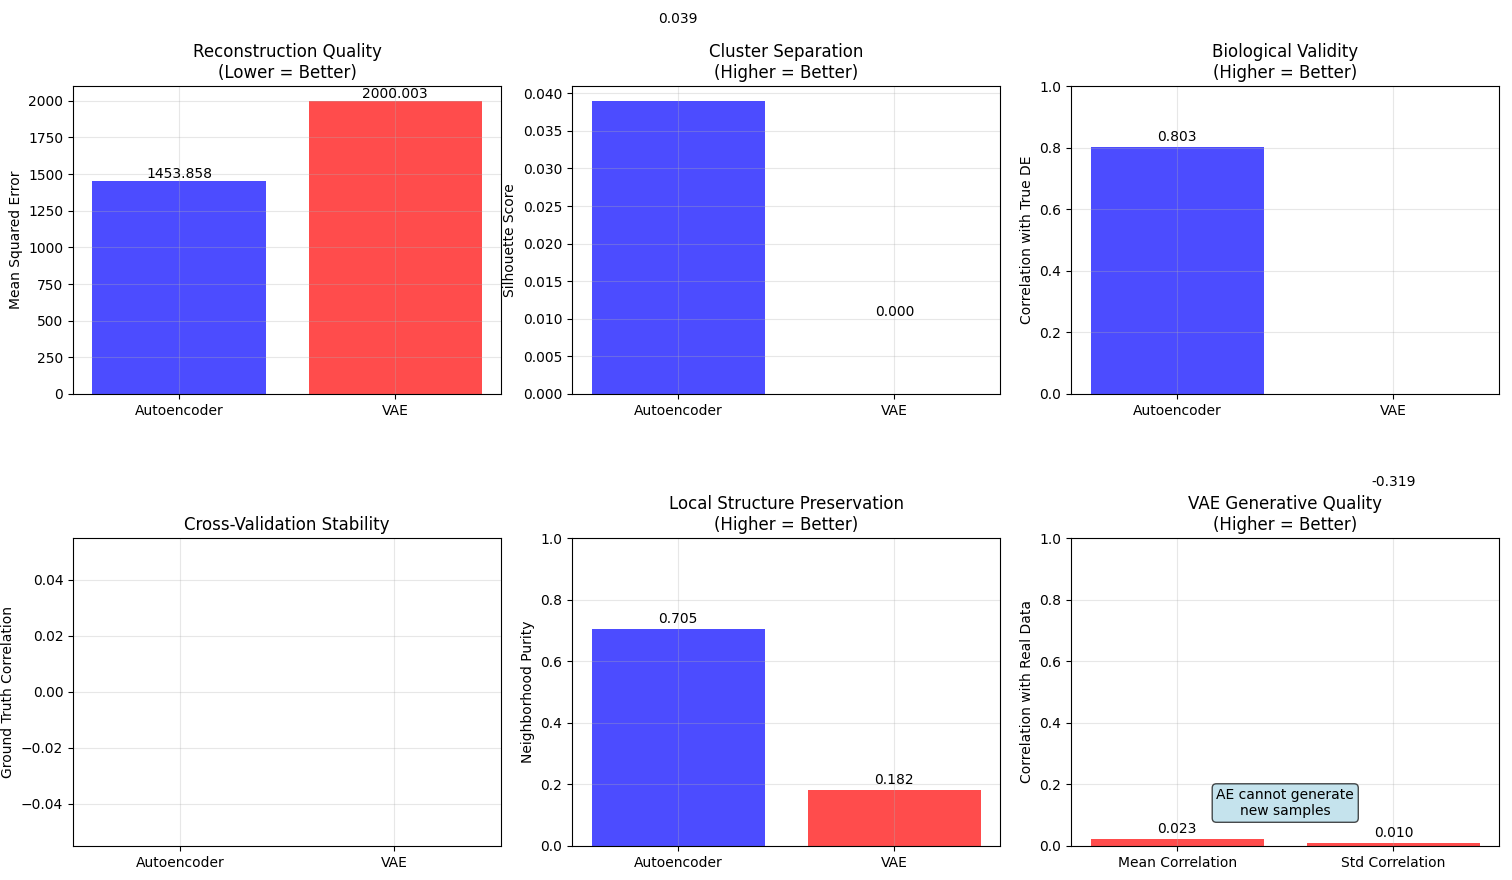 0.039
Reconstruction Quality
(Lower = Better)
Mean Squared Error
2000
1750
1500
1250
1000
750
500
250
0
1453.858
2000.003
Autoencoder
VAE
Cluster Separation
(Higher = Better)
Silhouette Score
0.040
0.035
0.030
0.025
0.020
0.015
0.010
0.005
0.000
0.000
Autoencoder
VAE
Biological Validity
(Higher = Better)
Correlation with True DE
1.0
0.8
0.6
0.4
0.2
0.0
0.803
Autoencoder
VAE
-0.319
Cross-Validation Stability
Ground Truth Correlation
0.04
0.02
0.00
−0.02
−0.04
Autoencoder
VAE
Local Structure Preservation
(Higher = Better)
Neighborhood Purity
1.0
0.8
0.6
0.4
0.2
0.0
0.705
0.182
Autoencoder
VAE
VAE Generative Quality
(Higher = Better)
Correlation with Real Data
1.0
0.8
0.6
0.4
0.2
0.0
AE cannot generate
new samples
0.023
0.010
Mean Correlation
Std Correlation